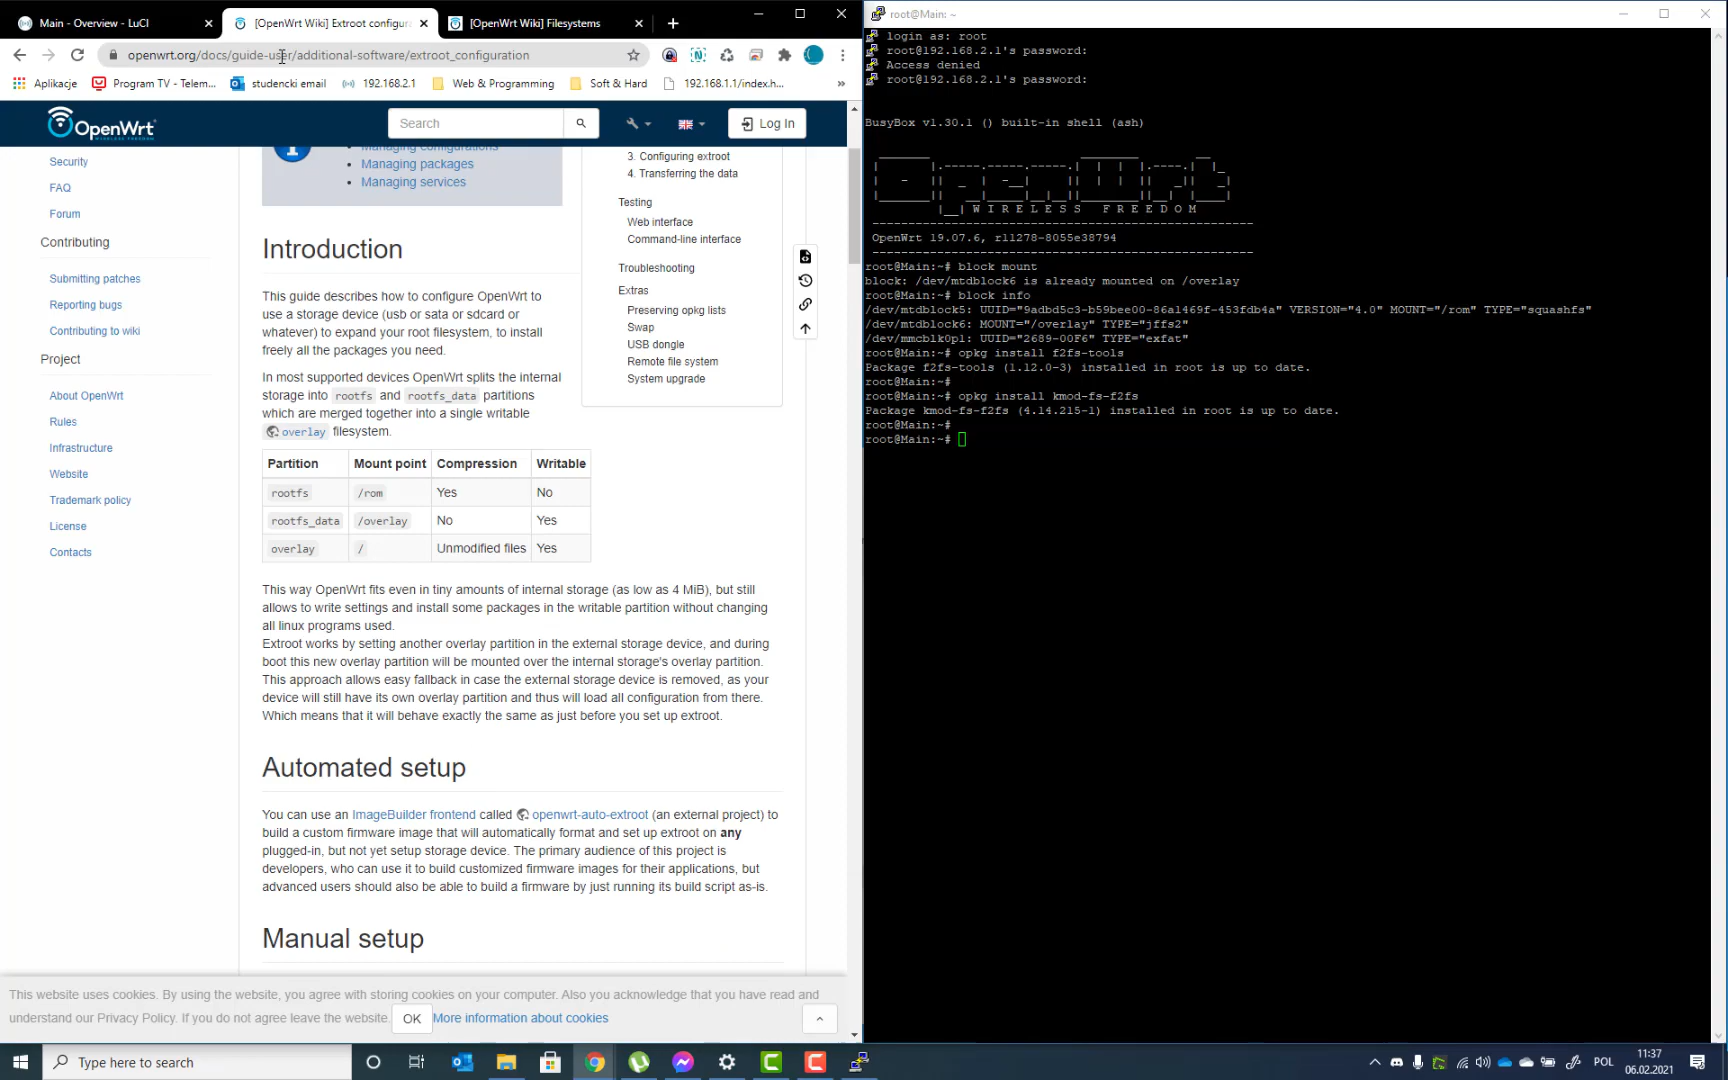 Main - Overview - LuCI
[OpenWrt Wiki] Extroot configur
[OpenWrt Wiki] Filesystems
openwrt.org/docs/guide-user/additional-software/extroot_configuration
Aplikacje
Program TV - Telem...
studencki email
192.168.2.1
Web & Programming
Soft & Hard
192.168.1.1/index.h...
»
OpenWrt
WIRELESS FREEDOM
Search
Log In
Security
FAQ
Forum
Contributing
Submitting patches
Reporting bugs
Contributing to wiki
Project
About OpenWrt
Rules
Infrastructure
Website
Trademark policy
License
Contacts
Managing configurations
Managing packages
Managing services
3. Configuring extroot
4. Transferring the data
Testing
Web interface
Command-line interface
Troubleshooting
Extras
Preserving opkg lists
Swap
USB dongle
Remote file system
System upgrade
Introduction
This guide describes how to configure OpenWrt to
use a storage device (usb or sata or sdcard or
whatever) to expand your root filesystem, to install
freely all the packages you need.
In most supported devices OpenWrt splits the internal
storage into rootfs and rootfs_data partitions
which are merged together into a single writable
overlay filesystem.
Partition Mount point Compression Writable
rootfs /rom Yes No
rootfs_data /overlay No Yes
overlay / Unmodified files Yes
This way OpenWrt fits even in tiny amounts of internal storage (as low as 4 MiB), but still
allows to write settings and install some packages in the writable partition without changing
all linux programs used.
Extroot works by setting another overlay partition in the external storage device, and during
boot this new overlay partition will be mounted over the internal storage's overlay partition.
This approach allows easy fallback in case the external storage device is removed, as your
device will still have its own overlay partition and thus will load all configuration from there.
Which means that it will behave exactly the same as just before you set up extroot.
Automated setup
You can use an ImageBuilder frontend called openwrt-auto-extroot (an external project) to
build a custom firmware image that will automatically format and set up extroot on any
plugged-in, but not yet setup storage device. The primary audience of this project is
developers, who can use it to build customized firmware images for their applications, but
advanced users should also be able to build a firmware by just running its build script as-is.
Manual setup
This website uses cookies. By using the website, you agree with storing cookies on your computer. Also you acknowledge that you have read and
understand our Privacy Policy. If you do not agree leave the website. OK More information about cookies
root@Main: ~
login as: root
root@192.168.2.1's password:
Access denied
root@192.168.2.1's password:
BusyBox v1.30.1 () built-in shell (ash)
OpenWrt
W I R E L E S S   F R E E D O M
OpenWrt 19.07.6, r11278-8055e38794
root@Main:~# block mount
block: /dev/mtdblock6 is already mounted on /overlay
root@Main:~# block info
/dev/mtdblock5: UUID="9adbd5c3-b59bee00-86a1469f-453fdb4a" VERSION="4.0" MOUNT="/rom" TYPE="squashfs"
/dev/mtdblock6: MOUNT="/overlay" TYPE="jffs2"
/dev/mmcblk0p1: UUID="2689-00F6" TYPE="exfat"
root@Main:~# opkg install f2fs-tools
Package f2fs-tools (1.12.0-3) installed in root is up to date.
root@Main:~#
root@Main:~# opkg install kmod-fs-f2fs
Package kmod-fs-f2fs (4.14.215-1) installed in root is up to date.
root@Main:~#
root@Main:~#
Type here to search
POL
11:37
06.02.2021